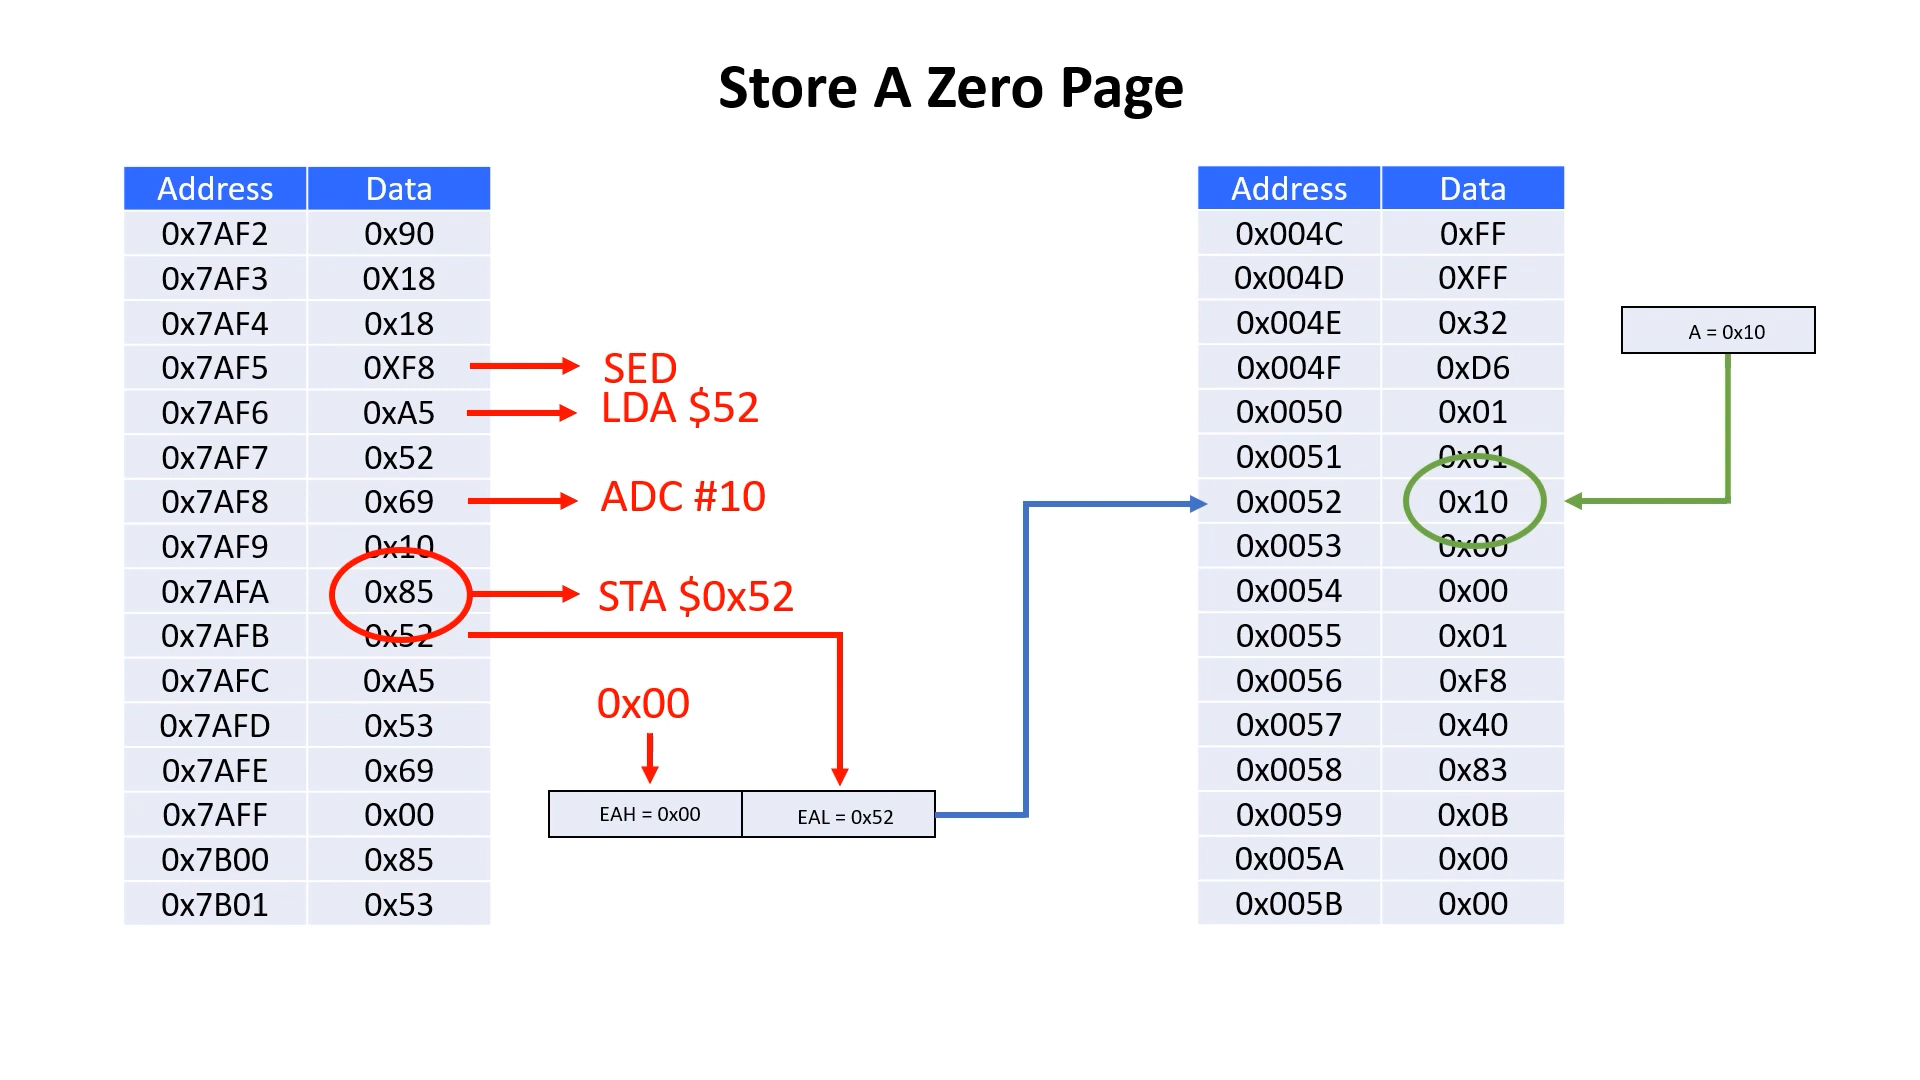 Store A Zero Page
Address Data
0x7AF2 0x90
0x7AF3 0X18
0x7AF4 0x18
0x7AF5 0XF8
0x7AF6 0xA5
0x7AF7 0x52
0x7AF8 0x69
0x7AF9 0x10
0x7AFA 0x85
0x7AFB 0x52
0x7AFC 0xA5
0x7AFD 0x53
0x7AFE 0x69
0x7AFF 0x00
0x7B00 0x85
0x7B01 0x53
SED
LDA $52
ADC #10
STA $0x52
0x00
EAH = 0x00 EAL = 0x52
Address Data
0x004C 0xFF
0x004D 0XFF
0x004E 0x32
0x004F 0xD6
0x0050 0x01
0x0051 0x01
0x0052 0x10
0x0053 0x00
0x0054 0x00
0x0055 0x01
0x0056 0xF8
0x0057 0x40
0x0058 0x83
0x0059 0x0B
0x005A 0x00
0x005B 0x00
A = 0x10